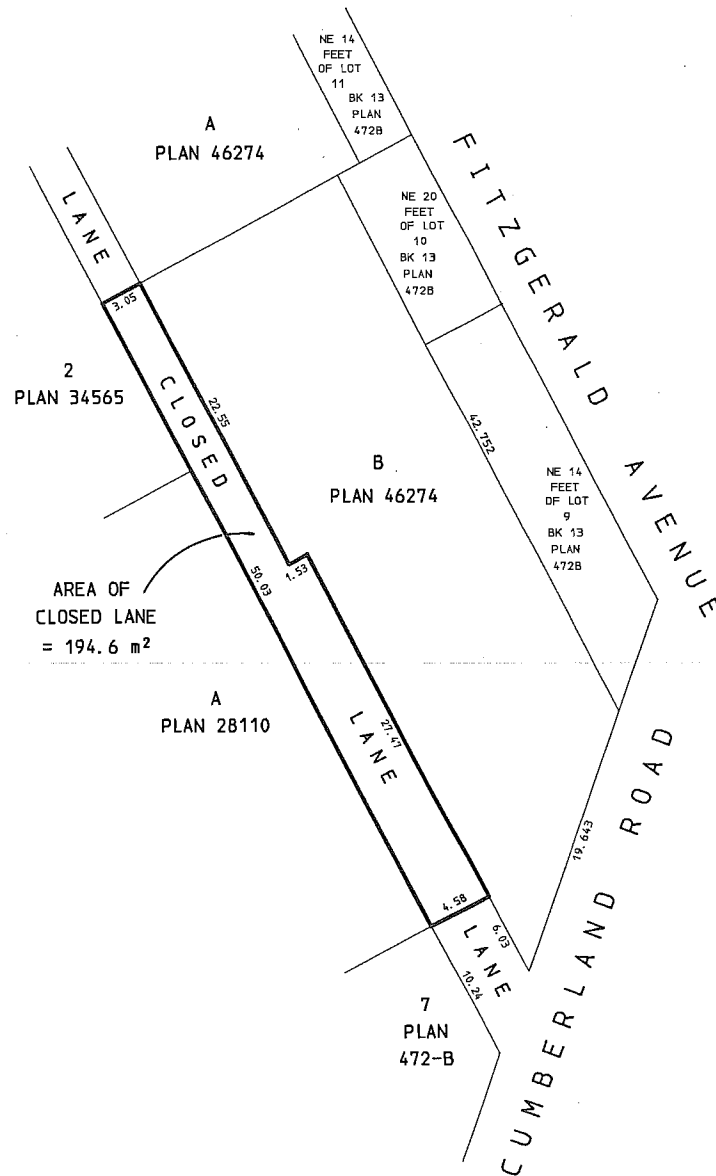 NE 14
FEET
OF LOT
11
BK 13
PLAN
472B
A
PLAN 46274
FITZGERALD AVENUE
LANE
NE 20
FEET
OF LOT
10
BK 13
PLAN
472B
3.05
2
PLAN 34565
CLOSED
22.55
42.752
B
PLAN 46274
NE 14
FEET
OF LOT
9
BK 13
PLAN
472B
1.53
50.03
AREA OF
CLOSED LANE
= 194.6 m²
A
PLAN 28110
LANE
27.47
19.643
CUMBERLAND ROAD
4.58
6.03
LANE
10.24
7
PLAN
472-B